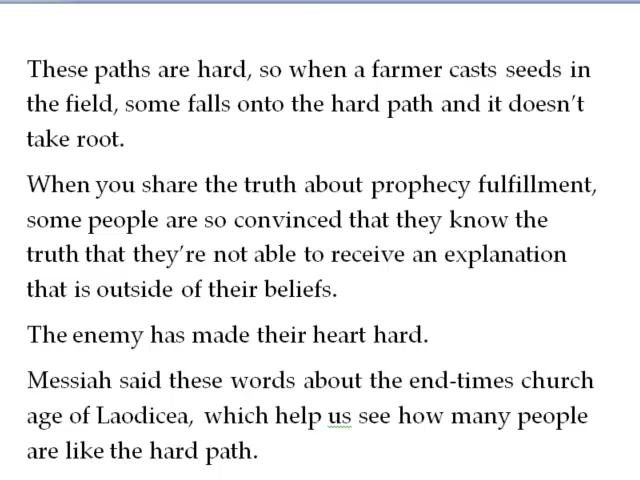 These paths are hard, so when a farmer casts seeds in
the field, some falls onto the hard path and it doesn’t
take root.
When you share the truth about prophecy fulfillment,
some people are so convinced that they know the
truth that they’re not able to receive an explanation
that is outside of their beliefs.
The enemy has made their heart hard.
Messiah said these words about the end-times church
age of Laodicea, which help us see how many people
are like the hard path.